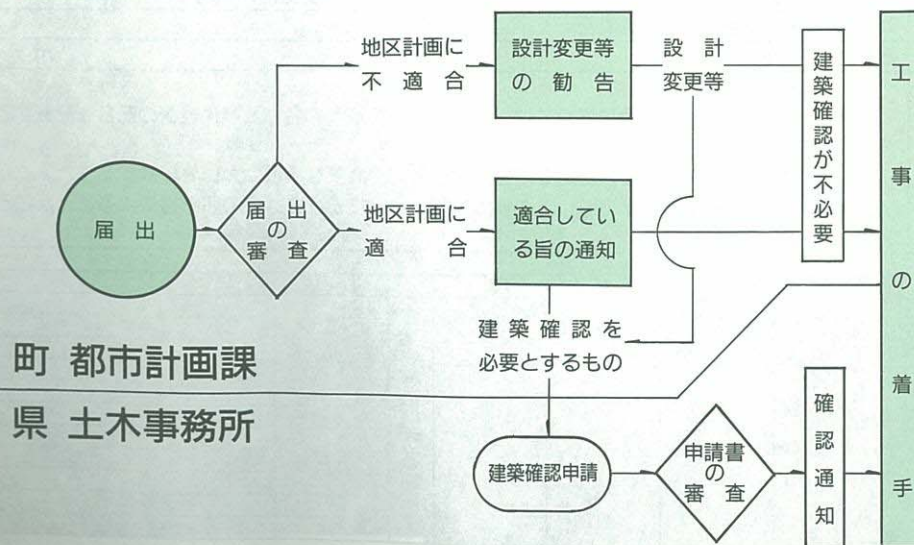 地区計画に
不適合
設計変更等
の勧告
設計
変更等
建築確認が不必要
工事の着手
届出
届出
の
審査
地区計画に
適合
適合してい
る旨の通知
建築確認を
必要とするもの
町 都市計画課
県 土木事務所
建築確認申請
申請書
の
審査
確認通知